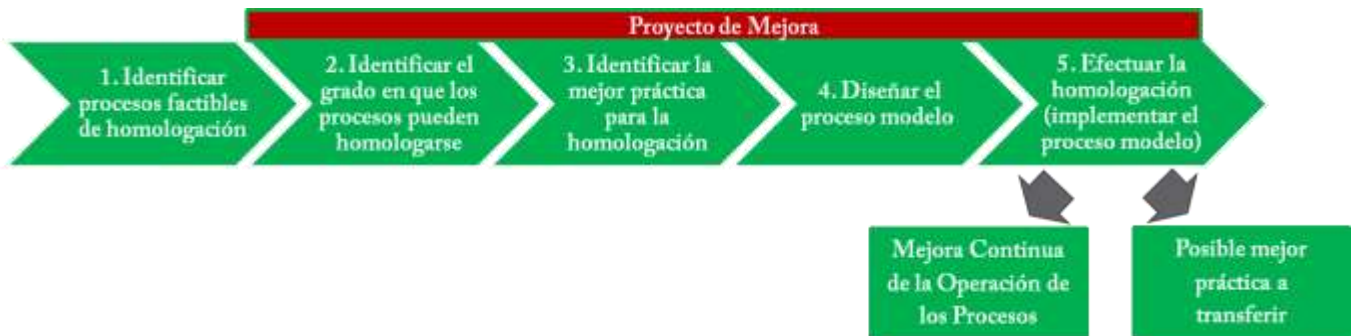 Proyecto de Mejora
1. Identificar
procesos factibles
de homologación
2. Identificar el
grado en que los
procesos pueden
homologarse
3. Identificar la
mejor práctica
para la
homologación
4. Diseñar el
proceso modelo
5. Efectuar la
homologación
(implementar el
proceso modelo)
Mejora Continua
de la Operación de
los Procesos
Posible mejor
práctica a
transferir